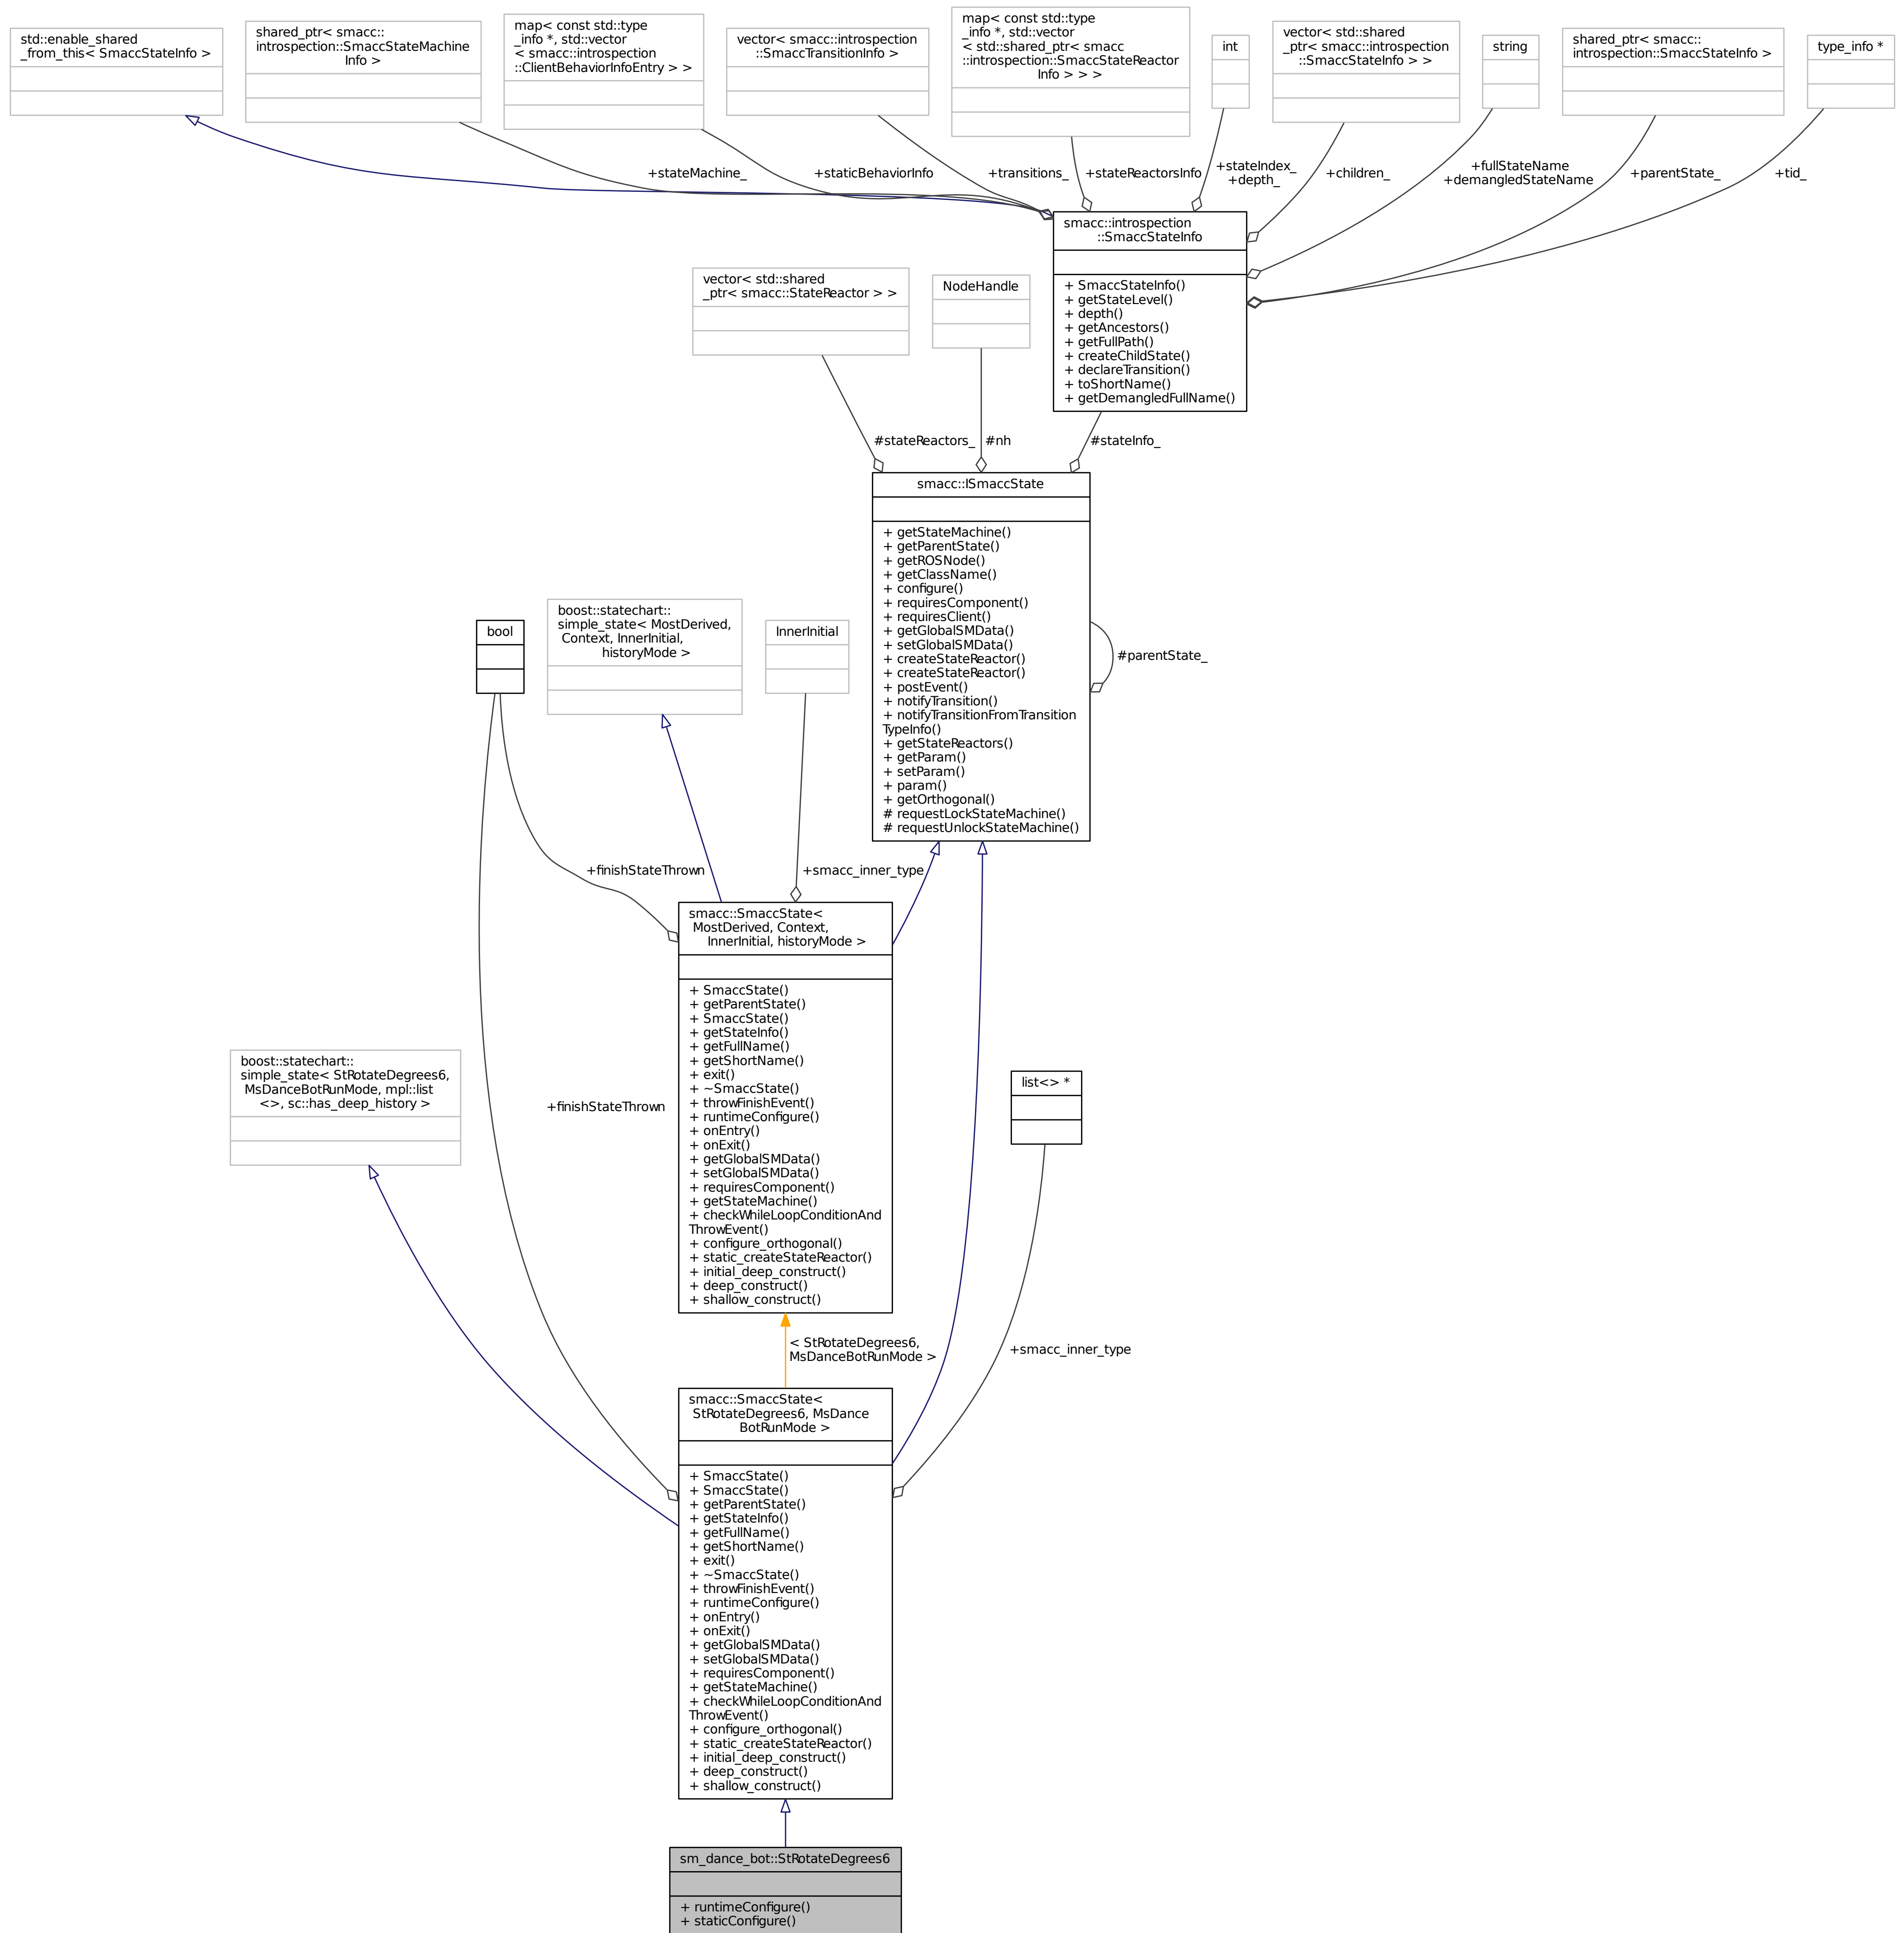 std::enable_shared
_from_this< SmaccStateInfo >
shared_ptr< smacc::
introspection::SmaccStateMachine
Info >
map< const std::type
_info *, std::vector
< smacc::introspection
::ClientBehaviorInfoEntry > >
vector< smacc::introspection
::SmaccTransitionInfo >
map< const std::type
_info *, std::vector
< std::shared_ptr< smacc
::introspection::SmaccStateReactor
Info > > >
int
vector< std::shared
_ptr< smacc::introspection
::SmaccStateInfo > >
string
shared_ptr< smacc::
introspection::SmaccStateInfo >
type_info *
+stateMachine_
+staticBehaviorInfo
+transitions_
+stateReactorsInfo
+stateIndex_
+depth_
+children_
+fullStateName
+demangledStateName
+parentState_
+tid_
smacc::introspection
::SmaccStateInfo
+ SmaccStateInfo()
+ getStateLevel()
+ depth()
+ getAncestors()
+ getFullPath()
+ createChildState()
+ declareTransition()
+ toShortName()
+ getDemangledFullName()
vector< std::shared
_ptr< smacc::StateReactor > >
NodeHandle
#stateReactors_
#nh
#stateInfo_
smacc::ISmaccState
+ getStateMachine()
+ getParentState()
+ getROSNode()
+ getClassName()
+ configure()
+ requiresComponent()
+ requiresClient()
+ getGlobalSMData()
+ setGlobalSMData()
+ createStateReactor()
+ createStateReactor()
+ postEvent()
+ notifyTransition()
+ notifyTransitionFromTransition
TypeInfo()
+ getStateReactors()
+ getParam()
+ setParam()
+ param()
+ getOrthogonal()
# requestLockStateMachine()
# requestUnlockStateMachine()
#parentState_
bool
boost::statechart::
simple_state< MostDerived,
Context, InnerInitial,
historyMode >
InnerInitial
+finishStateThrown
+smacc_inner_type
smacc::SmaccState<
MostDerived, Context,
InnerInitial, historyMode >
+ SmaccState()
+ getParentState()
+ SmaccState()
+ getStateInfo()
+ getFullName()
+ getShortName()
+ exit()
+ ~SmaccState()
+ throwFinishEvent()
+ runtimeConfigure()
+ onEntry()
+ onExit()
+ getGlobalSMData()
+ setGlobalSMData()
+ requiresComponent()
+ getStateMachine()
+ checkWhileLoopConditionAnd
ThrowEvent()
+ configure_orthogonal()
+ static_createStateReactor()
+ initial_deep_construct()
+ deep_construct()
+ shallow_construct()
boost::statechart::
simple_state< StRotateDegrees6,
MsDanceBotRunMode, mpl::list
<>, sc::has_deep_history >
+finishStateThrown
list<> *
< StRotateDegrees6,
MsDanceBotRunMode >
+smacc_inner_type
smacc::SmaccState<
StRotateDegrees6, MsDance
BotRunMode >
+ SmaccState()
+ SmaccState()
+ getParentState()
+ getStateInfo()
+ getFullName()
+ getShortName()
+ exit()
+ ~SmaccState()
+ throwFinishEvent()
+ runtimeConfigure()
+ onEntry()
+ onExit()
+ getGlobalSMData()
+ setGlobalSMData()
+ requiresComponent()
+ getStateMachine()
+ checkWhileLoopConditionAnd
ThrowEvent()
+ configure_orthogonal()
+ static_createStateReactor()
+ initial_deep_construct()
+ deep_construct()
+ shallow_construct()
sm_dance_bot::StRotateDegrees6
+ runtimeConfigure()
+ staticConfigure()